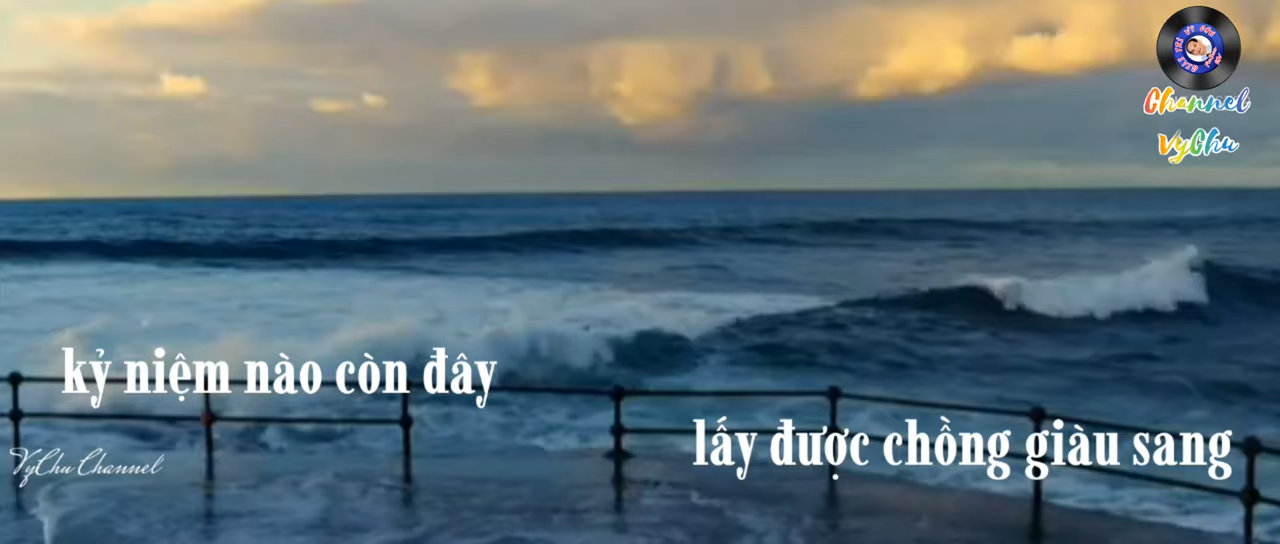 Channel
VyChu
kỷ niệm nào còn đây
lấy được chồng giàu sang
VyChu Channel